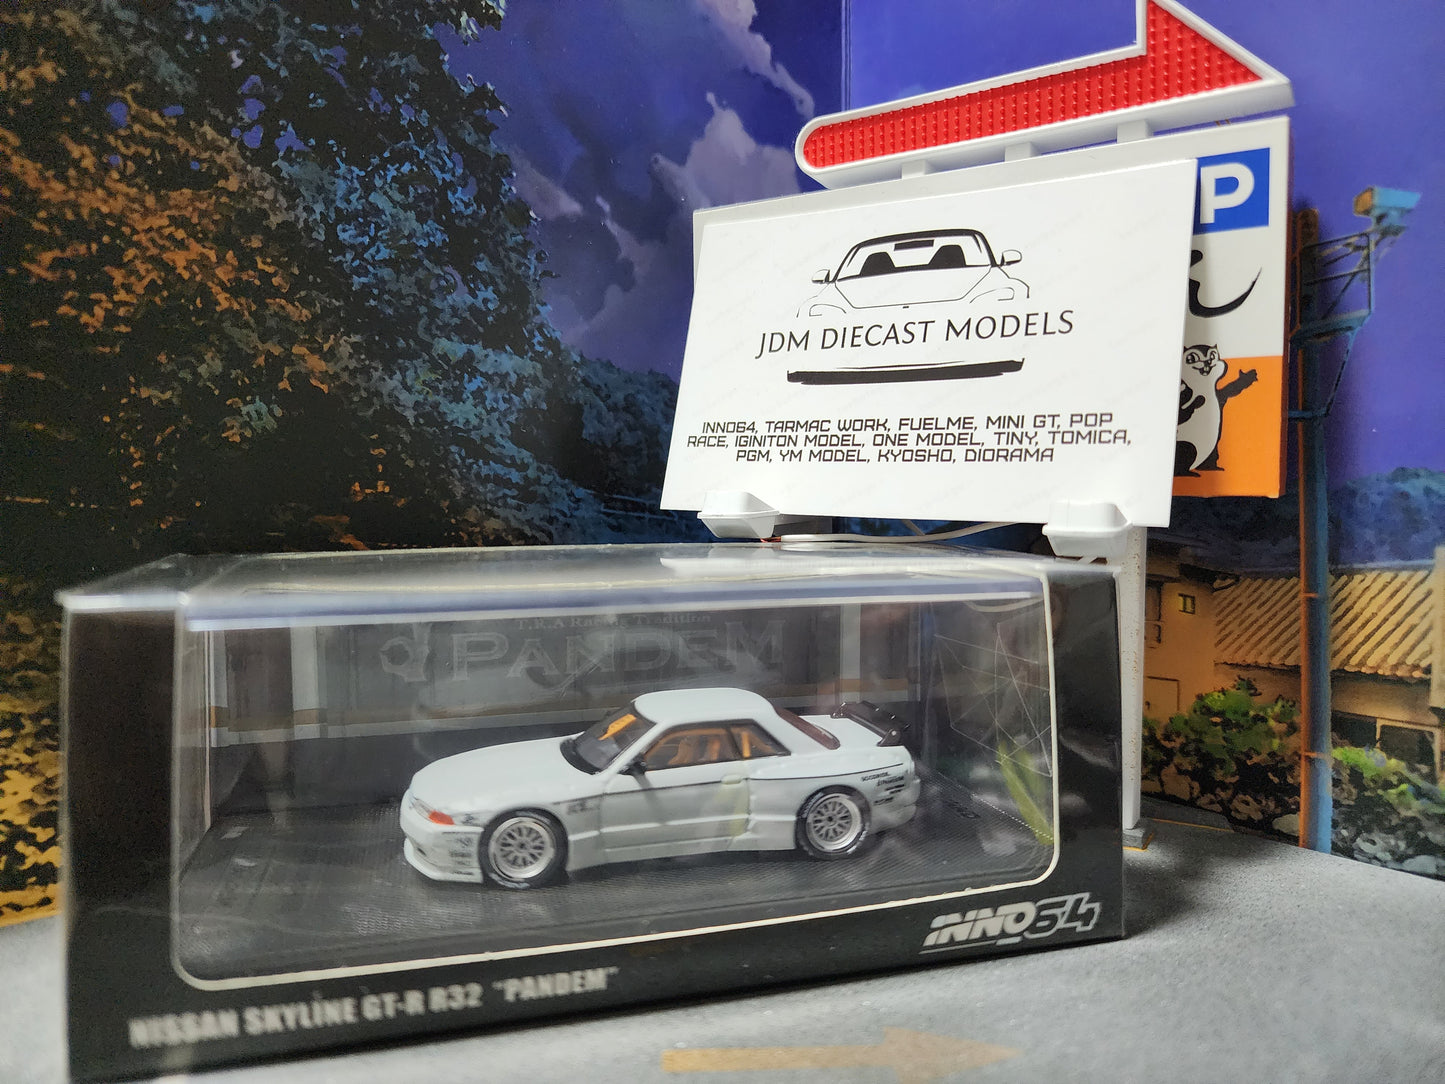 P
ん
JDM DIECAST MODELS
INNO64, TARMAC WORK, FUELME, MINI GT, POP
RACE, IGINITON MODEL, ONE MODEL, TINY, TOMICA,
PGM, YM MODEL, KYOSHO, DIORAMA
T.R.A Racing Tradition
PANDEM
INNO64
NISSAN SKYLINE GT-R R32 "PANDEM"